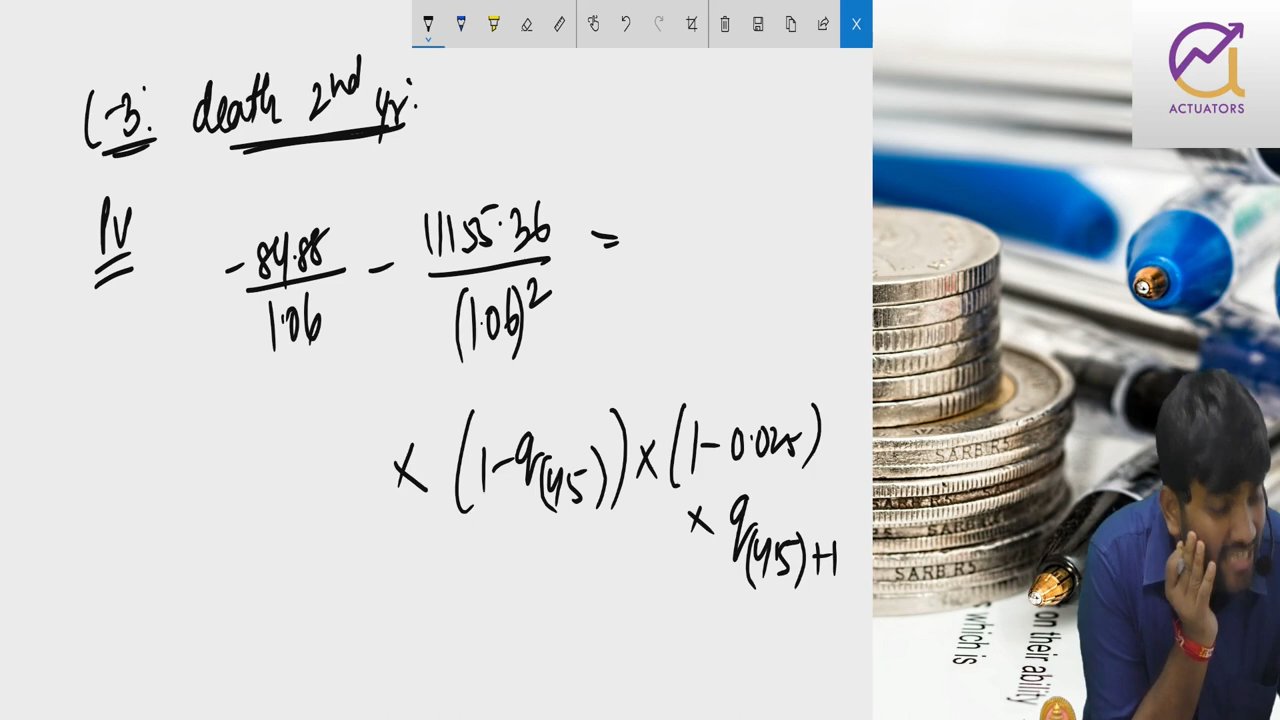 ACTUATORS
C-3: death 2nd yr.
PV -84.88/1.06 - 11155.36/(1.06)^2 =
× (1-q[45]) × (1-0.025)
× q[45]+1
SARB R5
SARB R5
SARB R5
on their ability
s which is